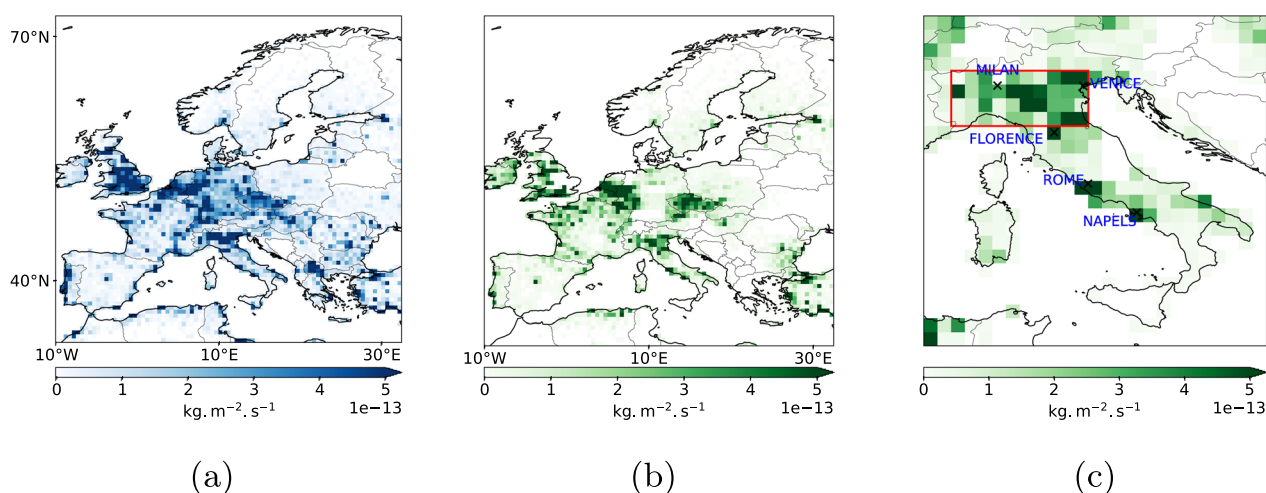 70°N
40°N
10°W
10°E
30°E
0 1 2 3 4 5
kg.m⁻².s⁻¹
1e−13
(a)
10°W
10°E
30°E
0 1 2 3 4 5
kg.m⁻².s⁻¹
1e−13
(b)
MILAN
VENICE
FLORENCE
ROME
NAPELS
0 1 2 3 4 5
kg.m⁻².s⁻¹
1e−13
(c)